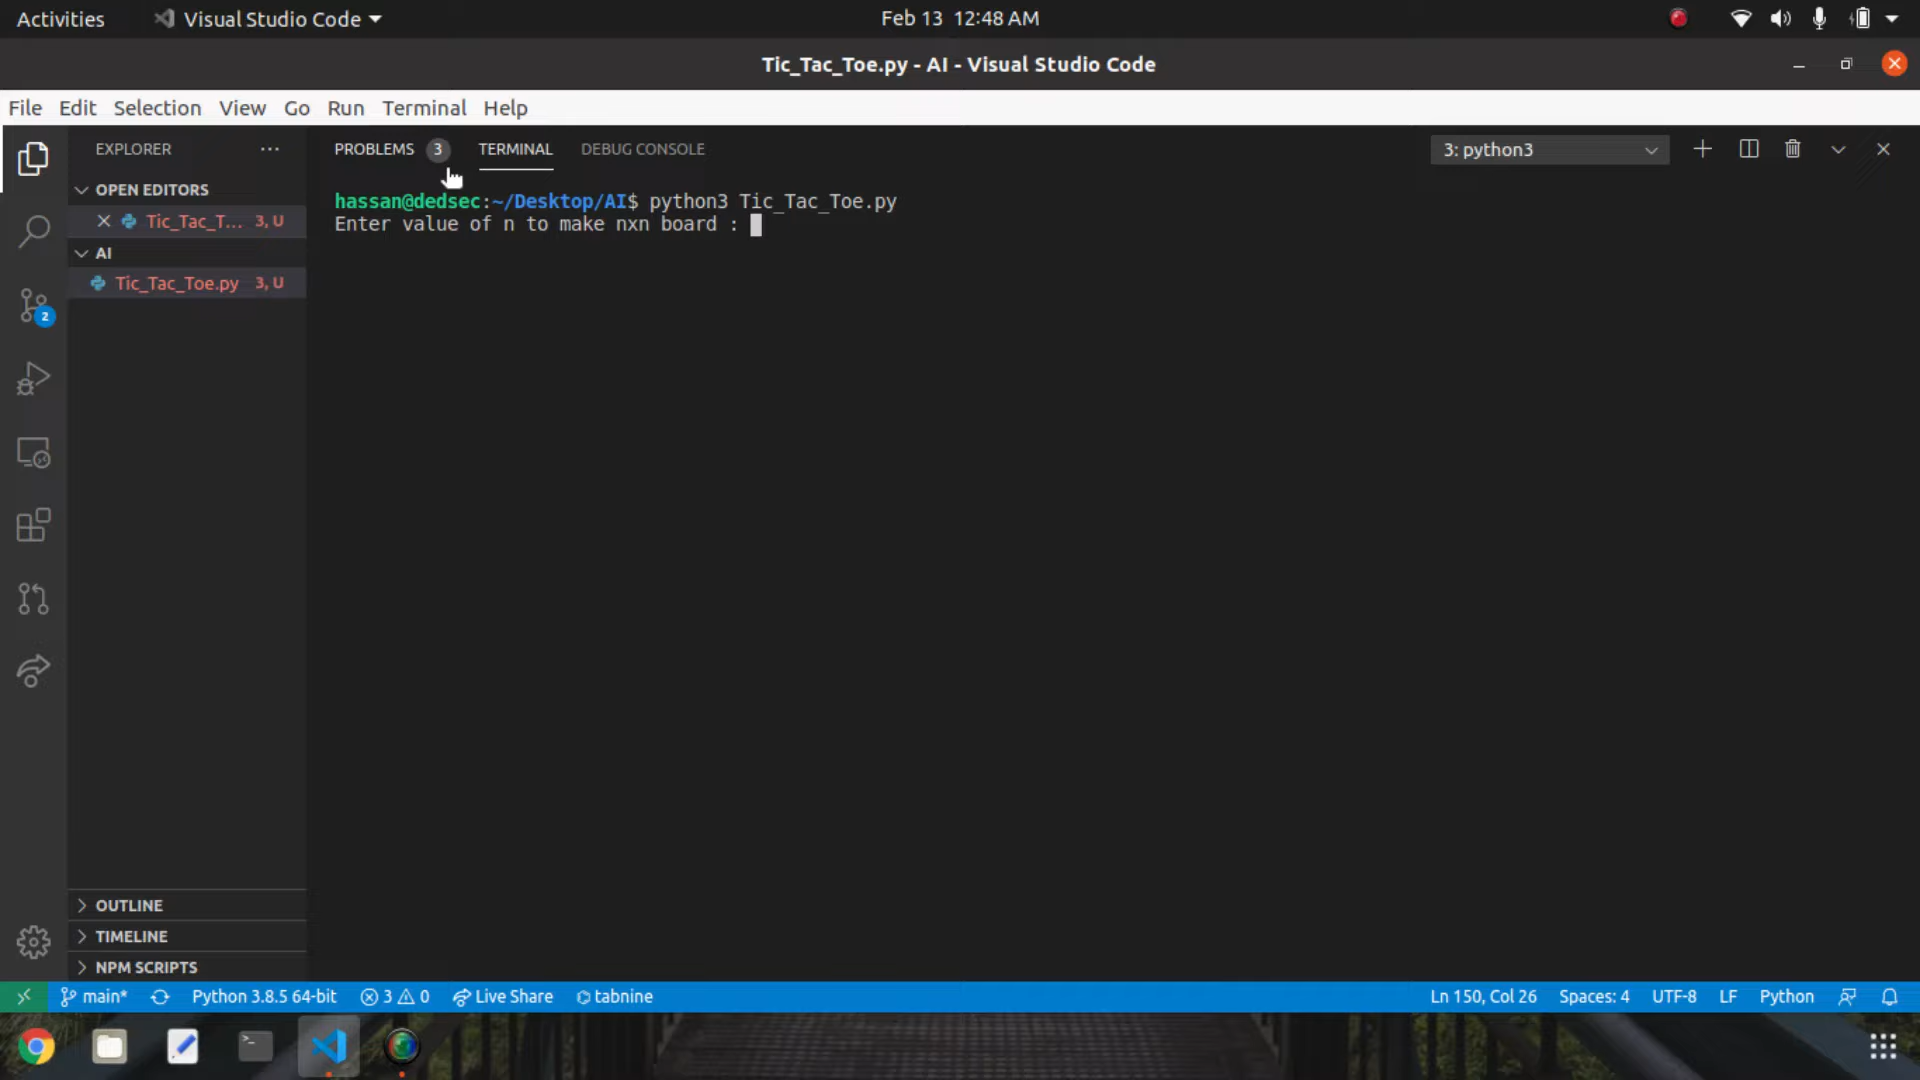 Activities Visual Studio Code Feb 13 12:48 AM
Tic_Tac_Toe.py - AI - Visual Studio Code
File Edit Selection View Go Run Terminal Help
EXPLORER
OPEN EDITORS
Tic_Tac_T... 3, U
AI
Tic_Tac_Toe.py 3, U
OUTLINE
TIMELINE
NPM SCRIPTS
2
PROBLEMS 3 TERMINAL DEBUG CONSOLE 3: python3
hassan@dedsec:~/Desktop/AI$ python3 Tic_Tac_Toe.py
Enter value of n to make nxn board :
main* Python 3.8.5 64-bit 3 0 Live Share tabnine Ln 150, Col 26 Spaces: 4 UTF-8 LF Python